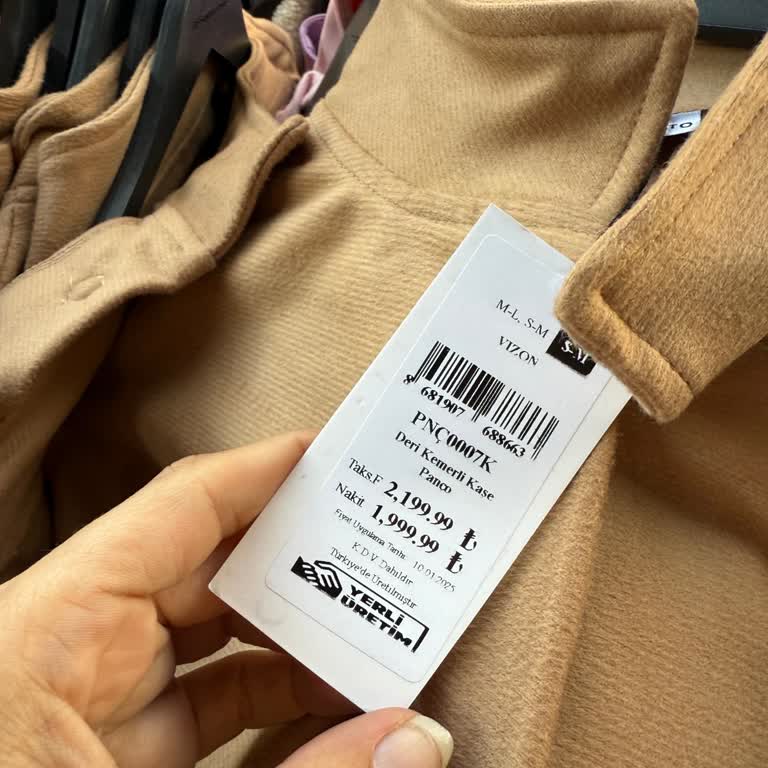 M-L, S-M
VIZON
S-M
8 681907 688663
PNÇ0007K
Deri Kemerli Kase
Panço
Taks.F 2,199.99 ₺
Nakit 1,999.99 ₺
Fiyat Uygulama Tarihi 10.01.2025
K.D.V. Dahildir
Türkiye'de Üretilmiştir
YERLİ
ÜRETİM